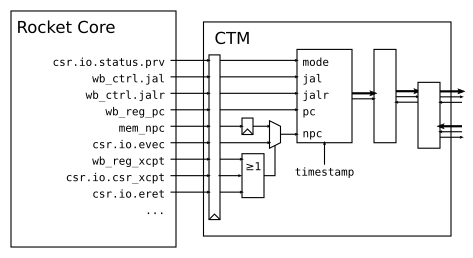 Rocket Core
csr.io.status.prv
wb_ctrl.jal
wb_ctrl.jalr
wb_reg_pc
mem_npc
csr.io.evec
wb_reg_xcpt
csr.io.csr_xcpt
csr.io.eret
...
CTM
≥1
mode
jal
jalr
pc
npc
timestamp